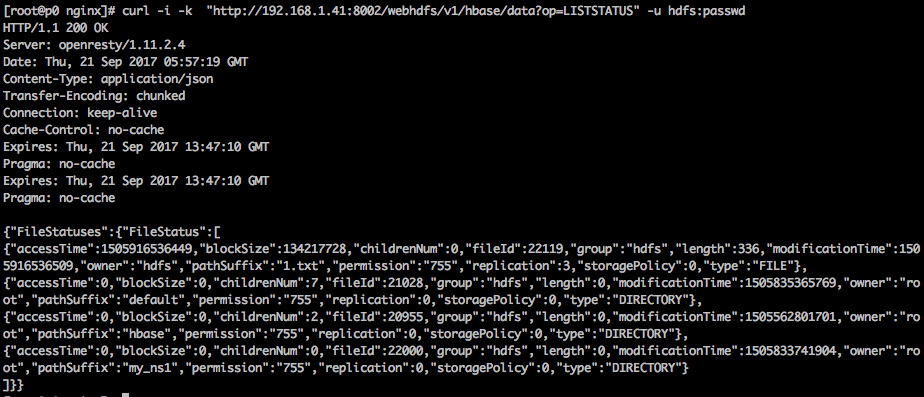 [root@p0 nginx]# curl -i -k  "http://192.168.1.41:8002/webhdfs/v1/hbase/data?op=LISTSTATUS" -u hdfs:passwd
HTTP/1.1 200 OK
Server: openresty/1.11.2.4
Date: Thu, 21 Sep 2017 05:57:19 GMT
Content-Type: application/json
Transfer-Encoding: chunked
Connection: keep-alive
Cache-Control: no-cache
Expires: Thu, 21 Sep 2017 13:47:10 GMT
Pragma: no-cache
Expires: Thu, 21 Sep 2017 13:47:10 GMT
Pragma: no-cache

{"FileStatuses":{"FileStatus":[
{"accessTime":1505916536449,"blockSize":134217728,"childrenNum":0,"fileId":22119,"group":"hdfs","length":336,"modificationTime":150
5916536509,"owner":"hdfs","pathSuffix":"1.txt","permission":"755","replication":3,"storagePolicy":0,"type":"FILE"},
{"accessTime":0,"blockSize":0,"childrenNum":7,"fileId":21028,"group":"hdfs","length":0,"modificationTime":1505835365769,"owner":"ro
ot","pathSuffix":"default","permission":"755","replication":0,"storagePolicy":0,"type":"DIRECTORY"},
{"accessTime":0,"blockSize":0,"childrenNum":2,"fileId":20955,"group":"hdfs","length":0,"modificationTime":1505562801701,"owner":"ro
ot","pathSuffix":"hbase","permission":"755","replication":0,"storagePolicy":0,"type":"DIRECTORY"},
{"accessTime":0,"blockSize":0,"childrenNum":0,"fileId":22000,"group":"hdfs","length":0,"modificationTime":1505833741904,"owner":"ro
ot","pathSuffix":"my_ns1","permission":"755","replication":0,"storagePolicy":0,"type":"DIRECTORY"}
]}}